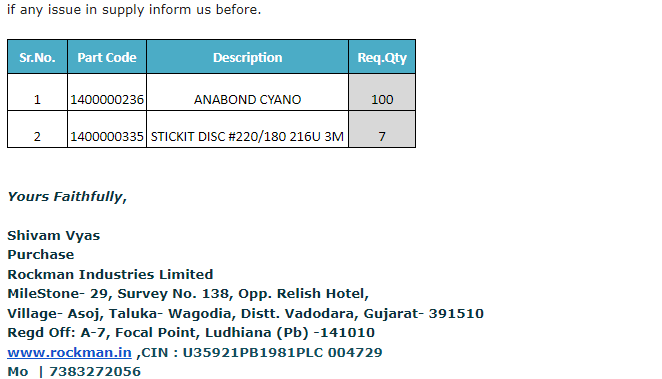 if any issue in supply inform us before.
Sr.No. Part Code Description Req.Qty
1 1400000236 ANABOND CYANO 100
2 1400000335 STICKIT DISC #220/180 216U 3M 7
Yours Faithfully,
Shivam Vyas
Purchase
Rockman Industries Limited
MileStone- 29, Survey No. 138, Opp. Relish Hotel,
Village- Asoj, Taluka- Wagodia, Distt. Vadodara, Gujarat- 391510
Regd Off: A-7, Focal Point, Ludhiana (Pb) -141010
www.rockman.in ,CIN : U35921PB1981PLC 004729
Mo | 7383272056